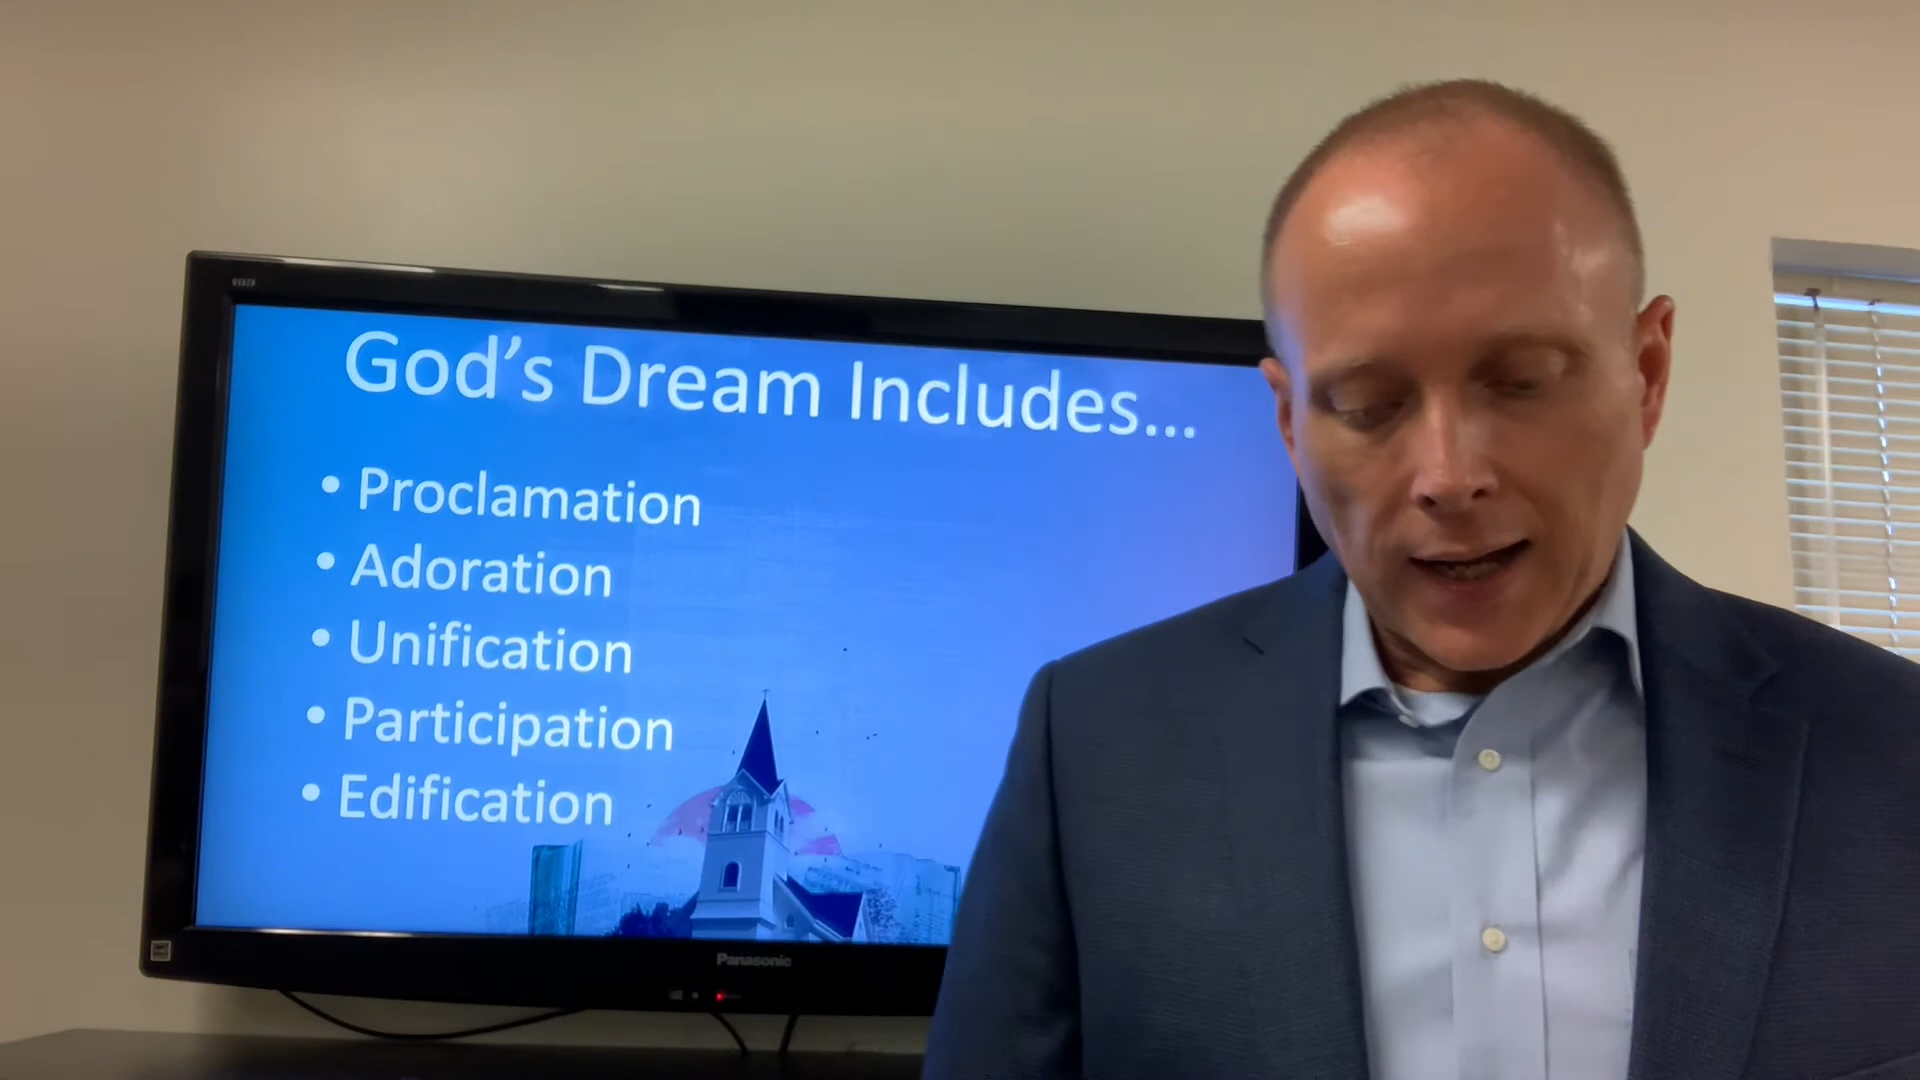 God's Dream Includes...
• Proclamation
• Adoration
• Unification
• Participation
• Edification
Panasonic